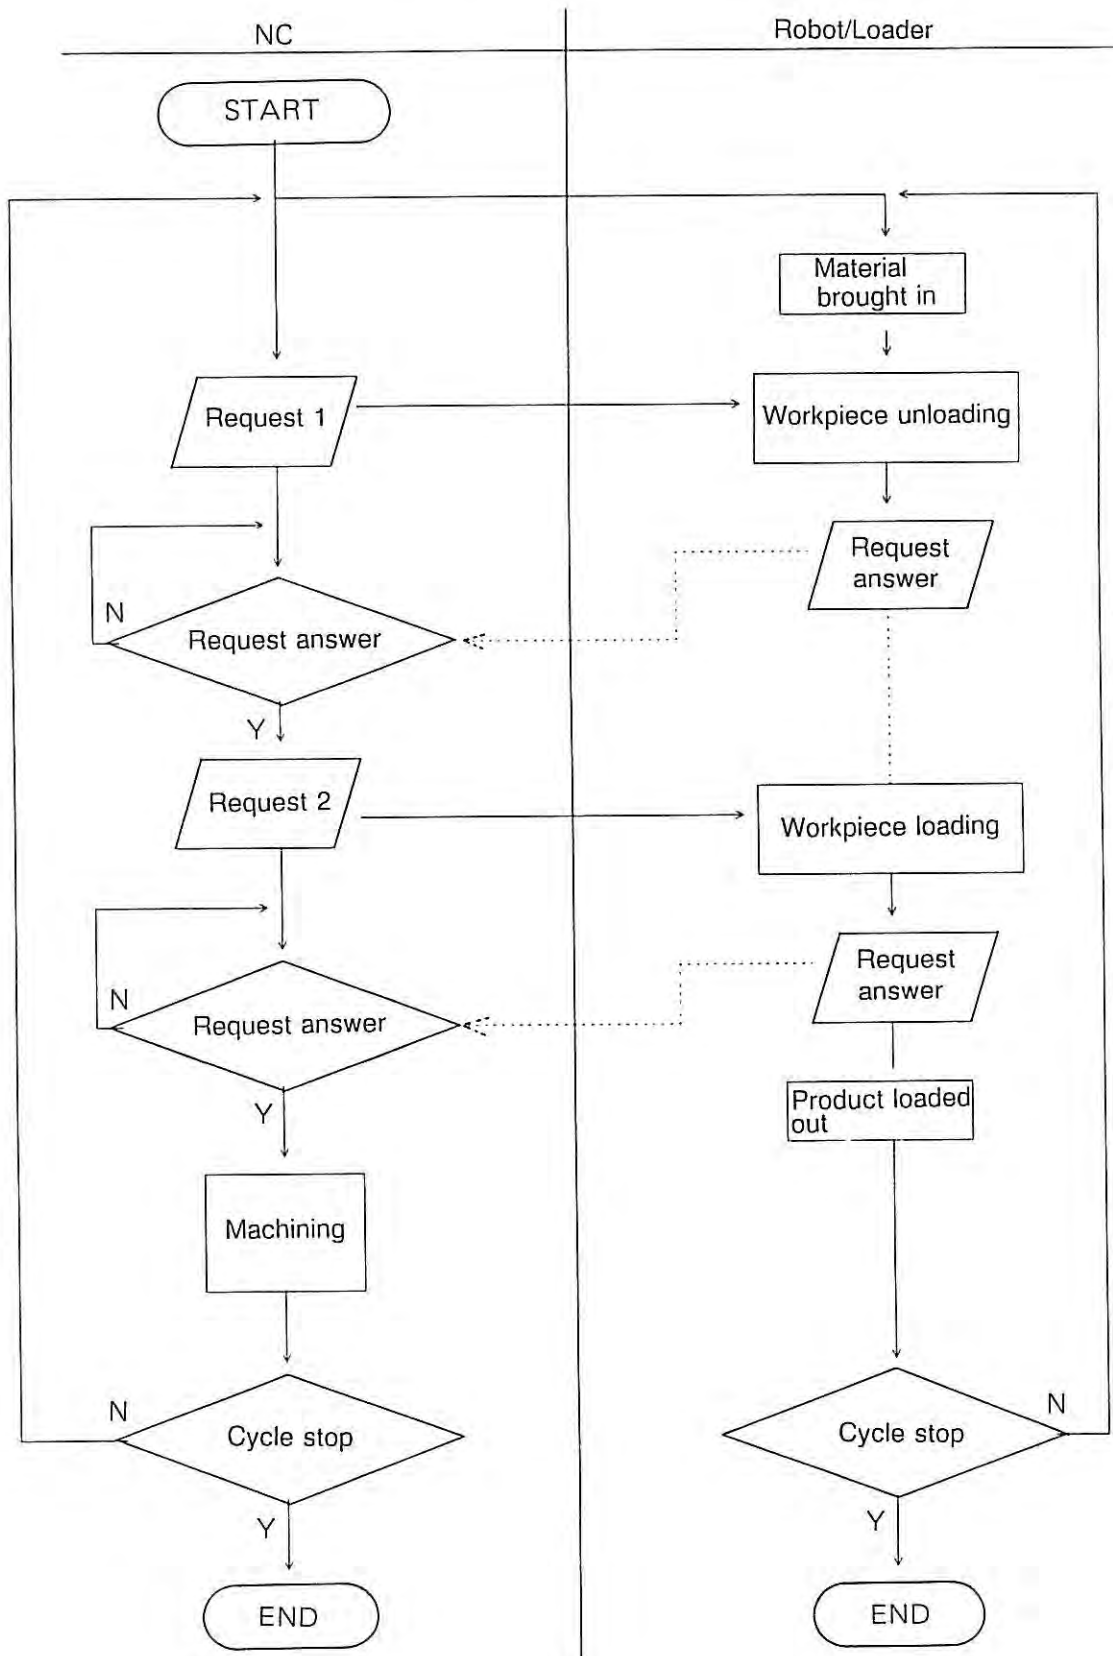 NC
Robot/Loader
START
Material
brought in
Request 1
Workpiece unloading
Request
answer
N
Request answer
Y
Request 2
Workpiece loading
Request
answer
N
Request answer
Y
Product loaded
out
Machining
N
Cycle stop
Y
Cycle stop
N
Y
END
END